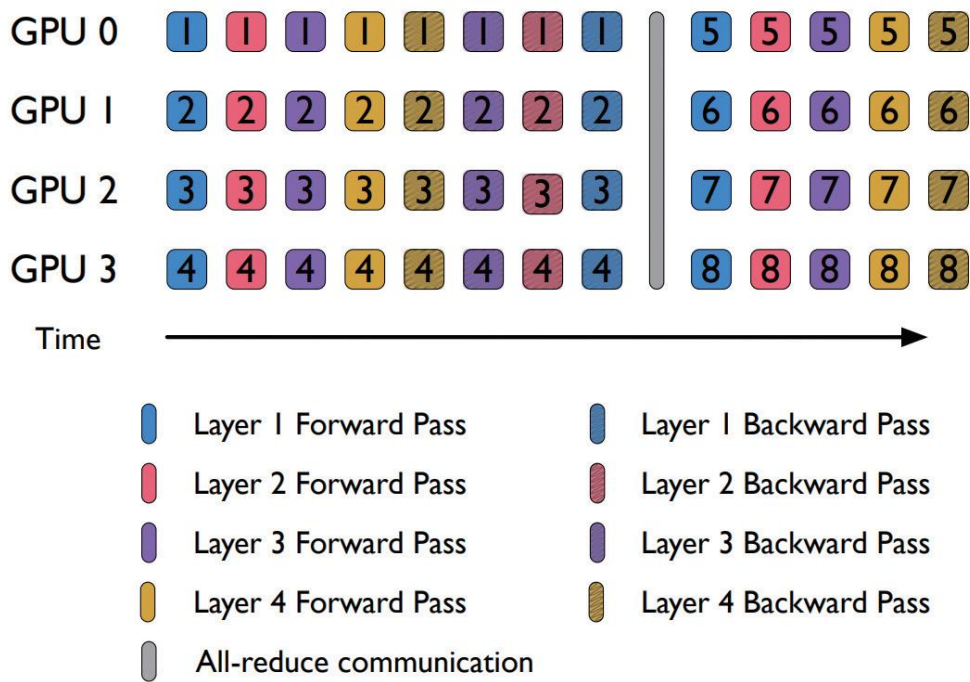 GPU 0 1 1 1 1 1 1 1 1 5 5 5 5 5
GPU 1 2 2 2 2 2 2 2 2 6 6 6 6 6
GPU 2 3 3 3 3 3 3 3 3 7 7 7 7 7
GPU 3 4 4 4 4 4 4 4 4 8 8 8 8 8
Time
Layer 1 Forward Pass Layer 1 Backward Pass
Layer 2 Forward Pass Layer 2 Backward Pass
Layer 3 Forward Pass Layer 3 Backward Pass
Layer 4 Forward Pass Layer 4 Backward Pass
All-reduce communication